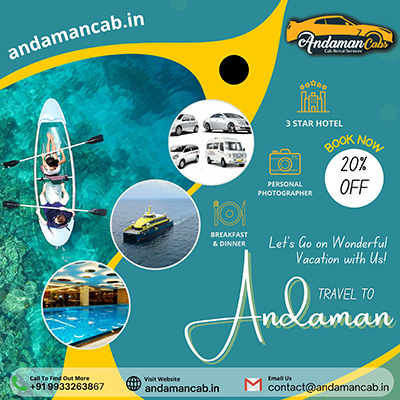 andamancab.in
AndamanCabs
Cab Rental Services
3 STAR HOTEL
BOOK NOW
20%
OFF
PERSONAL
PHOTOGRAPHER
BREAKFAST
& DINNER
Let's Go on Wonderful
Vacation with Us!
TRAVEL TO
Andaman
Call To Find Out More
+91 9933263867
Visit Website
andamancab.in
Email Us
contact@andamancab.in